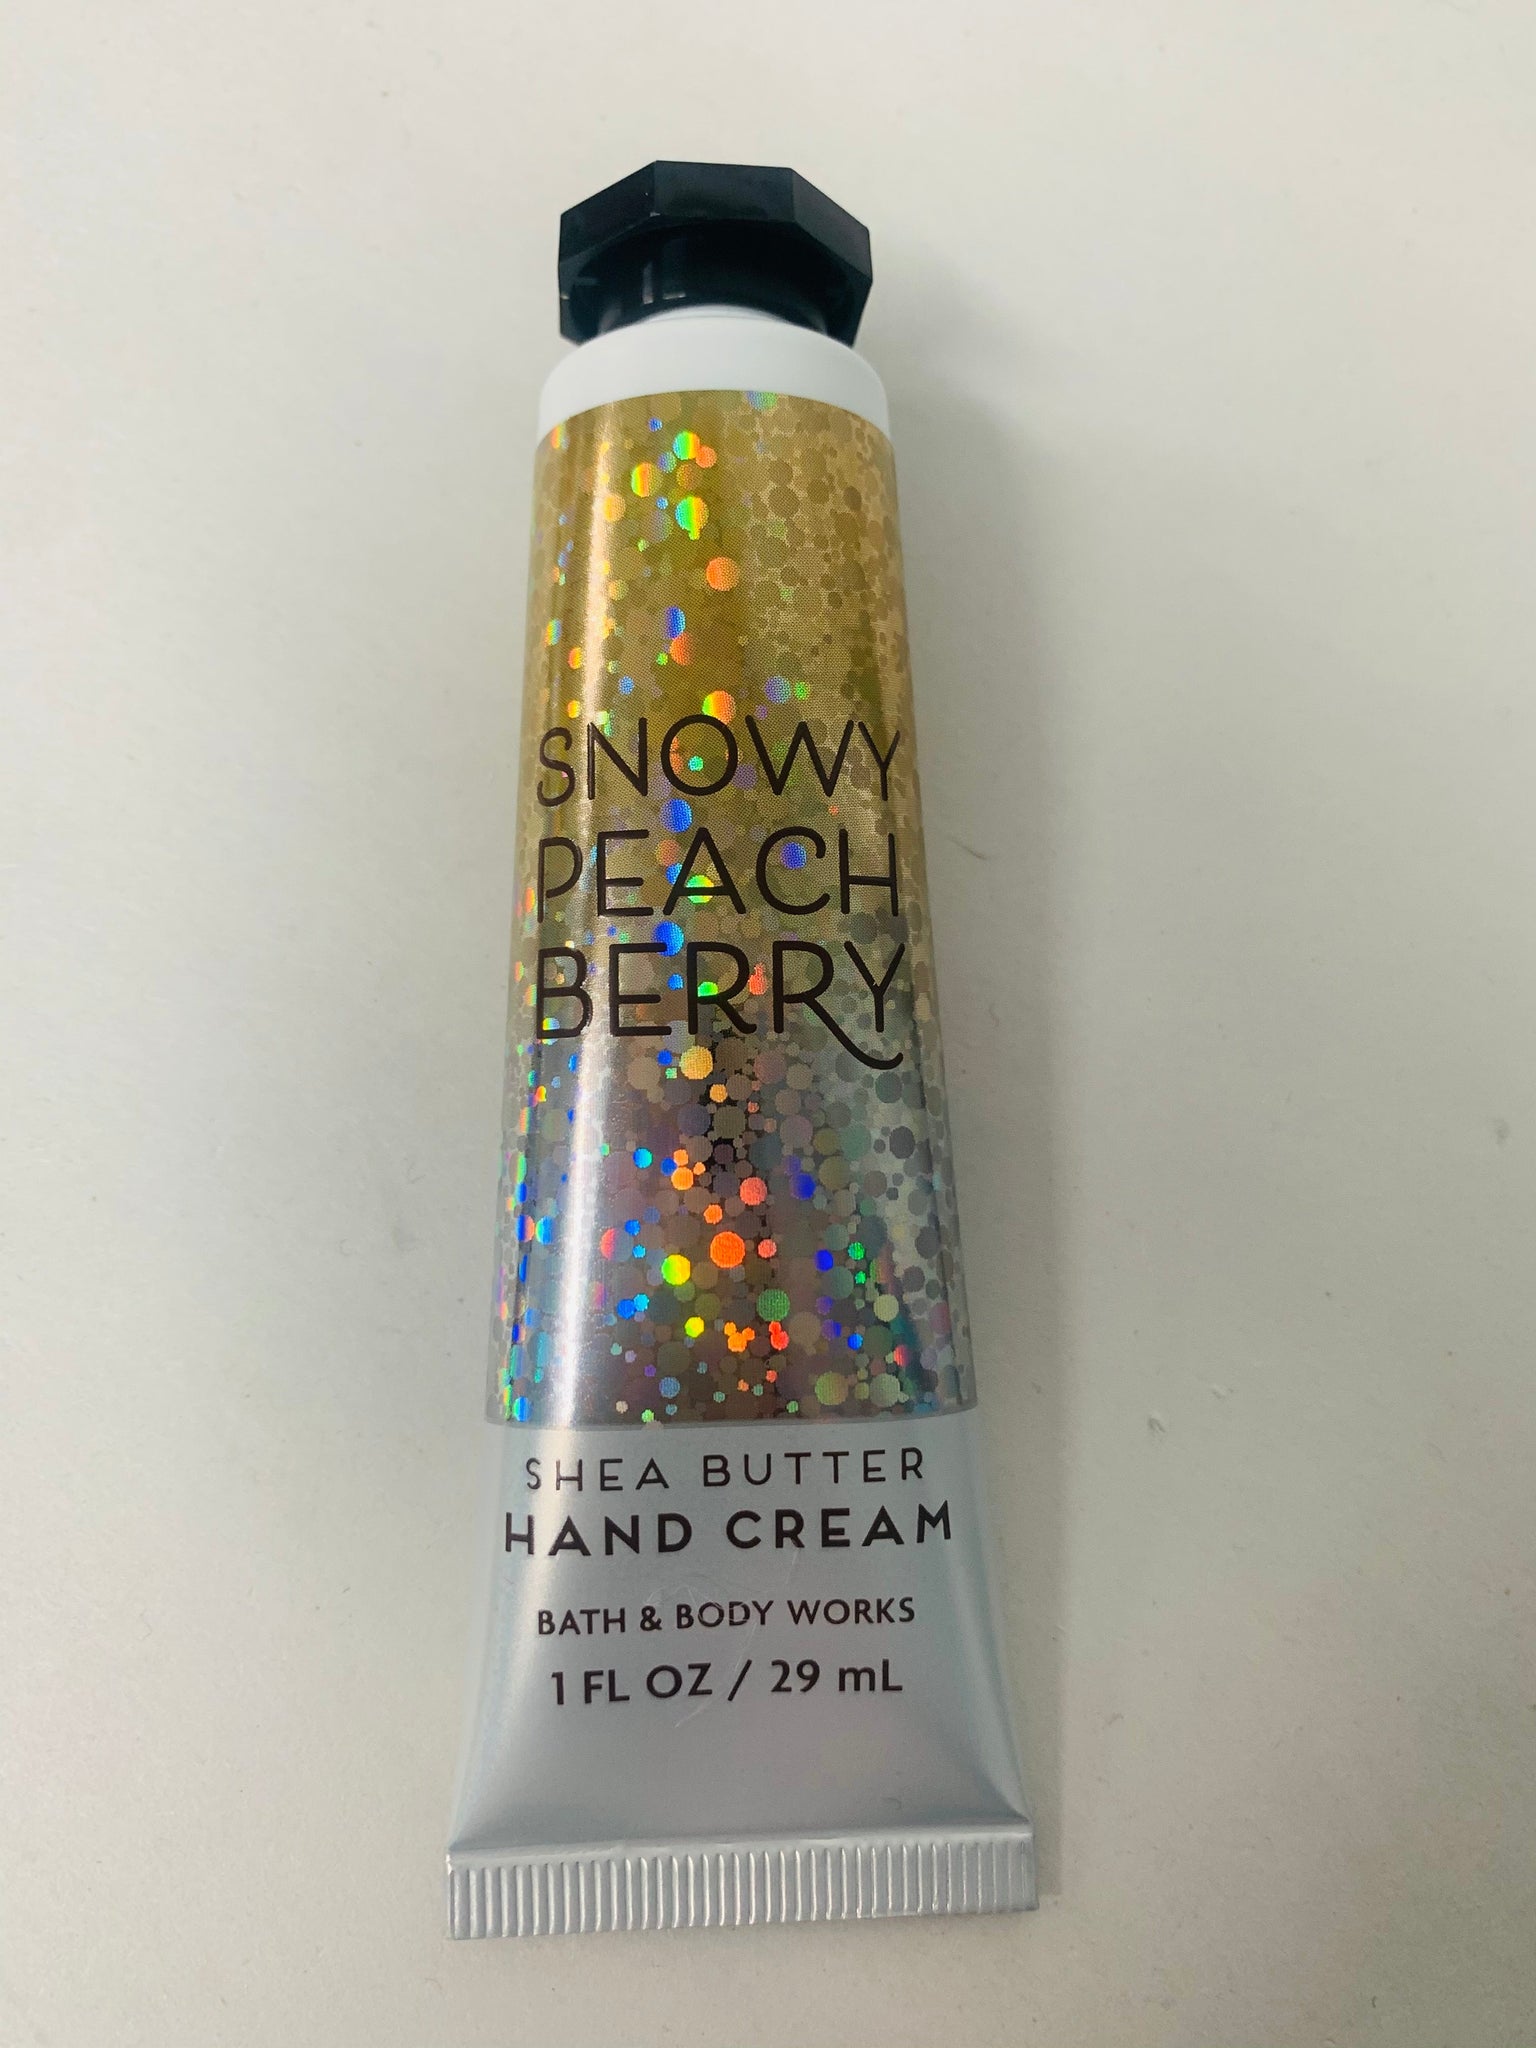 SNOWY
PEACH
BERRY
SHEA BUTTER
HAND CREAM
BATH & BODY WORKS
1 FL OZ / 29 mL